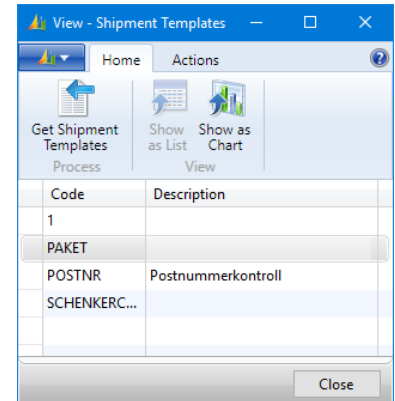 View - Shipment Templates
Home Actions
Get Shipment Templates
Show as List
Show as Chart
Process View
Code Description
1
PAKET
POSTNR Postnummerkontroll
SCHENKERC...
Close